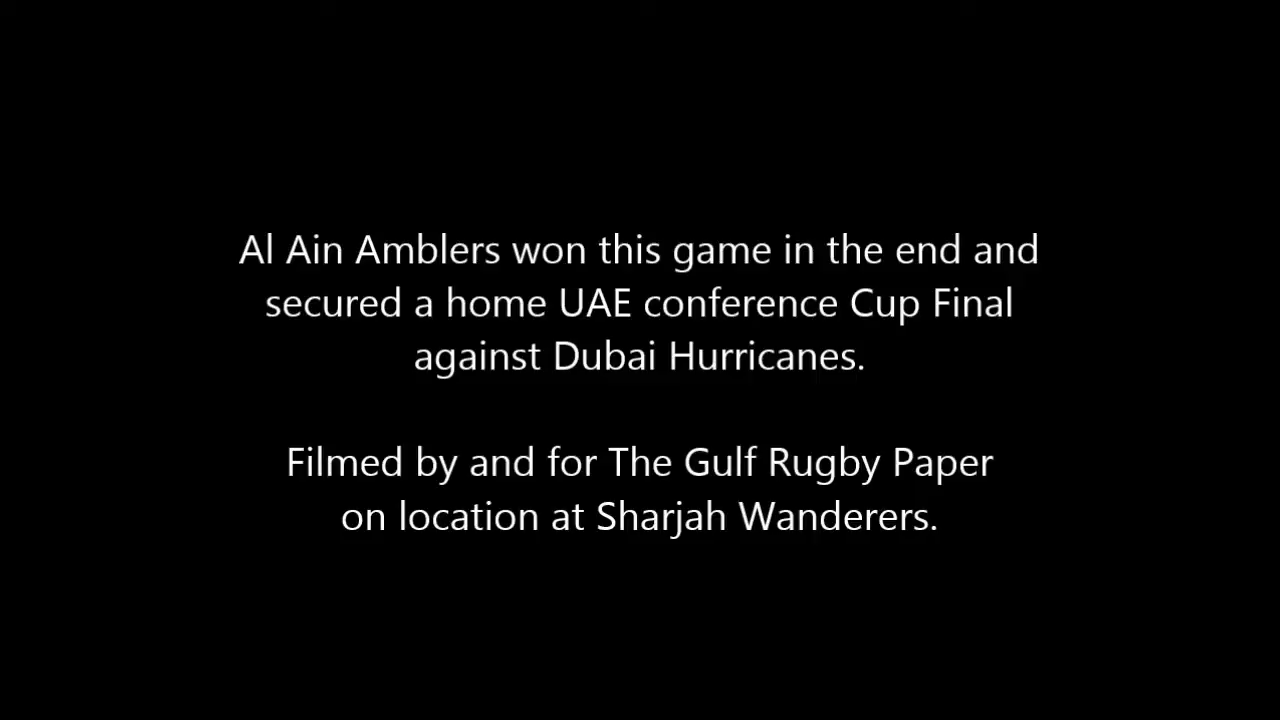 Al Ain Amblers won this game in the end and
secured a home UAE conference Cup Final
against Dubai Hurricanes.
Filmed by and for The Gulf Rugby Paper
on location at Sharjah Wanderers.